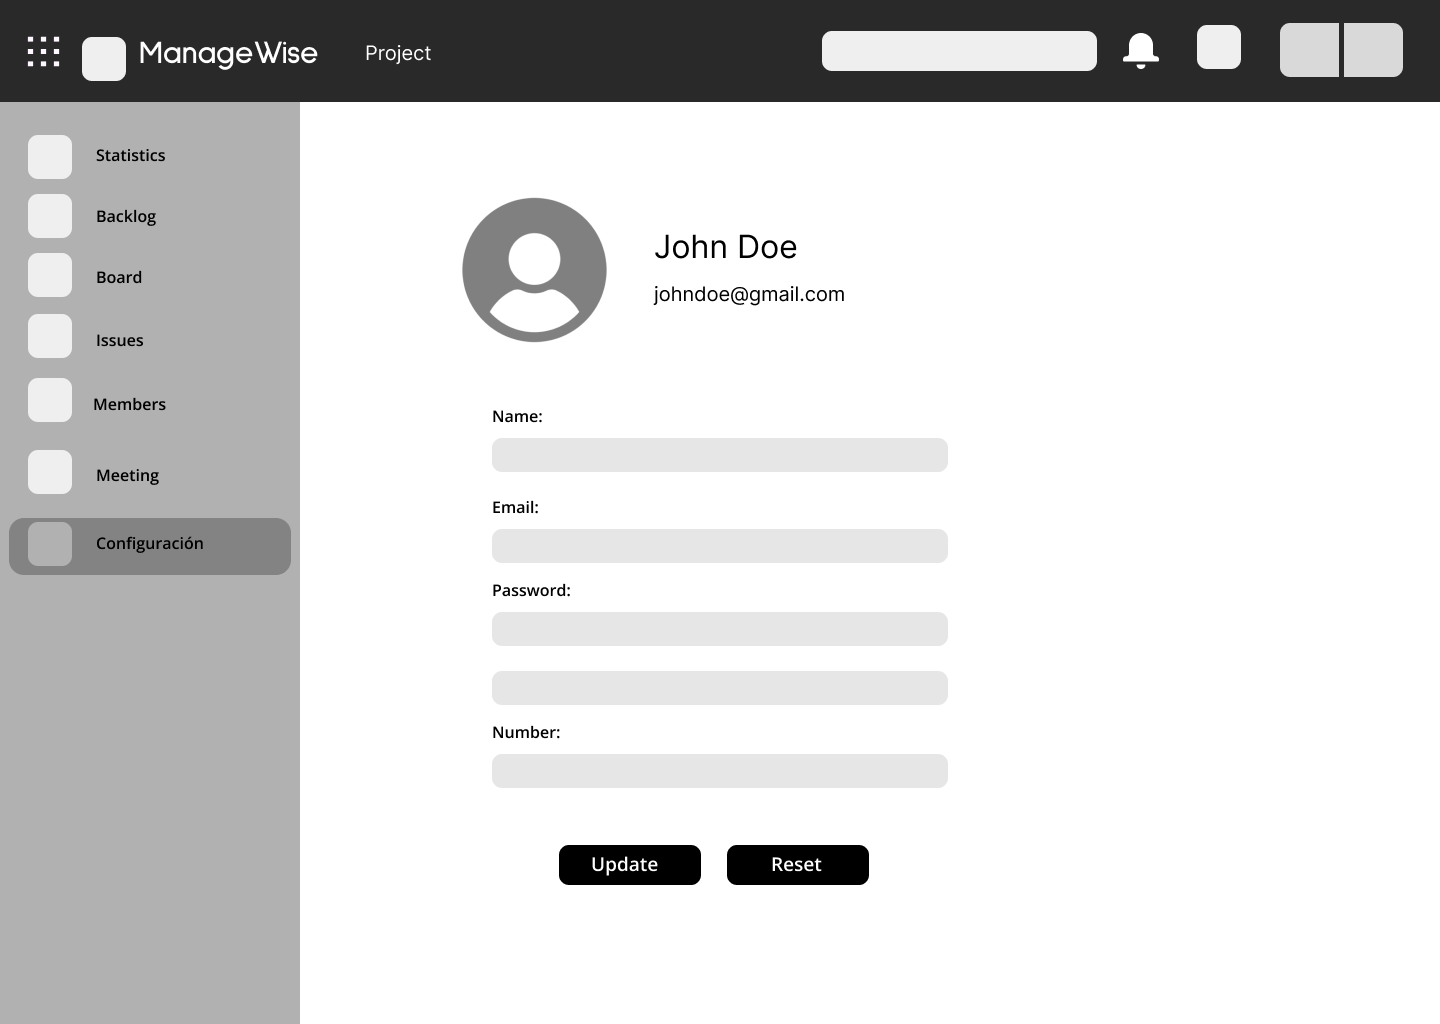 ManageWise
Project
Statistics
Backlog
Board
Issues
Members
Meeting
Configuración
John Doe
johndoe@gmail.com
Name:
Email:
Password:
Number:
Update
Reset